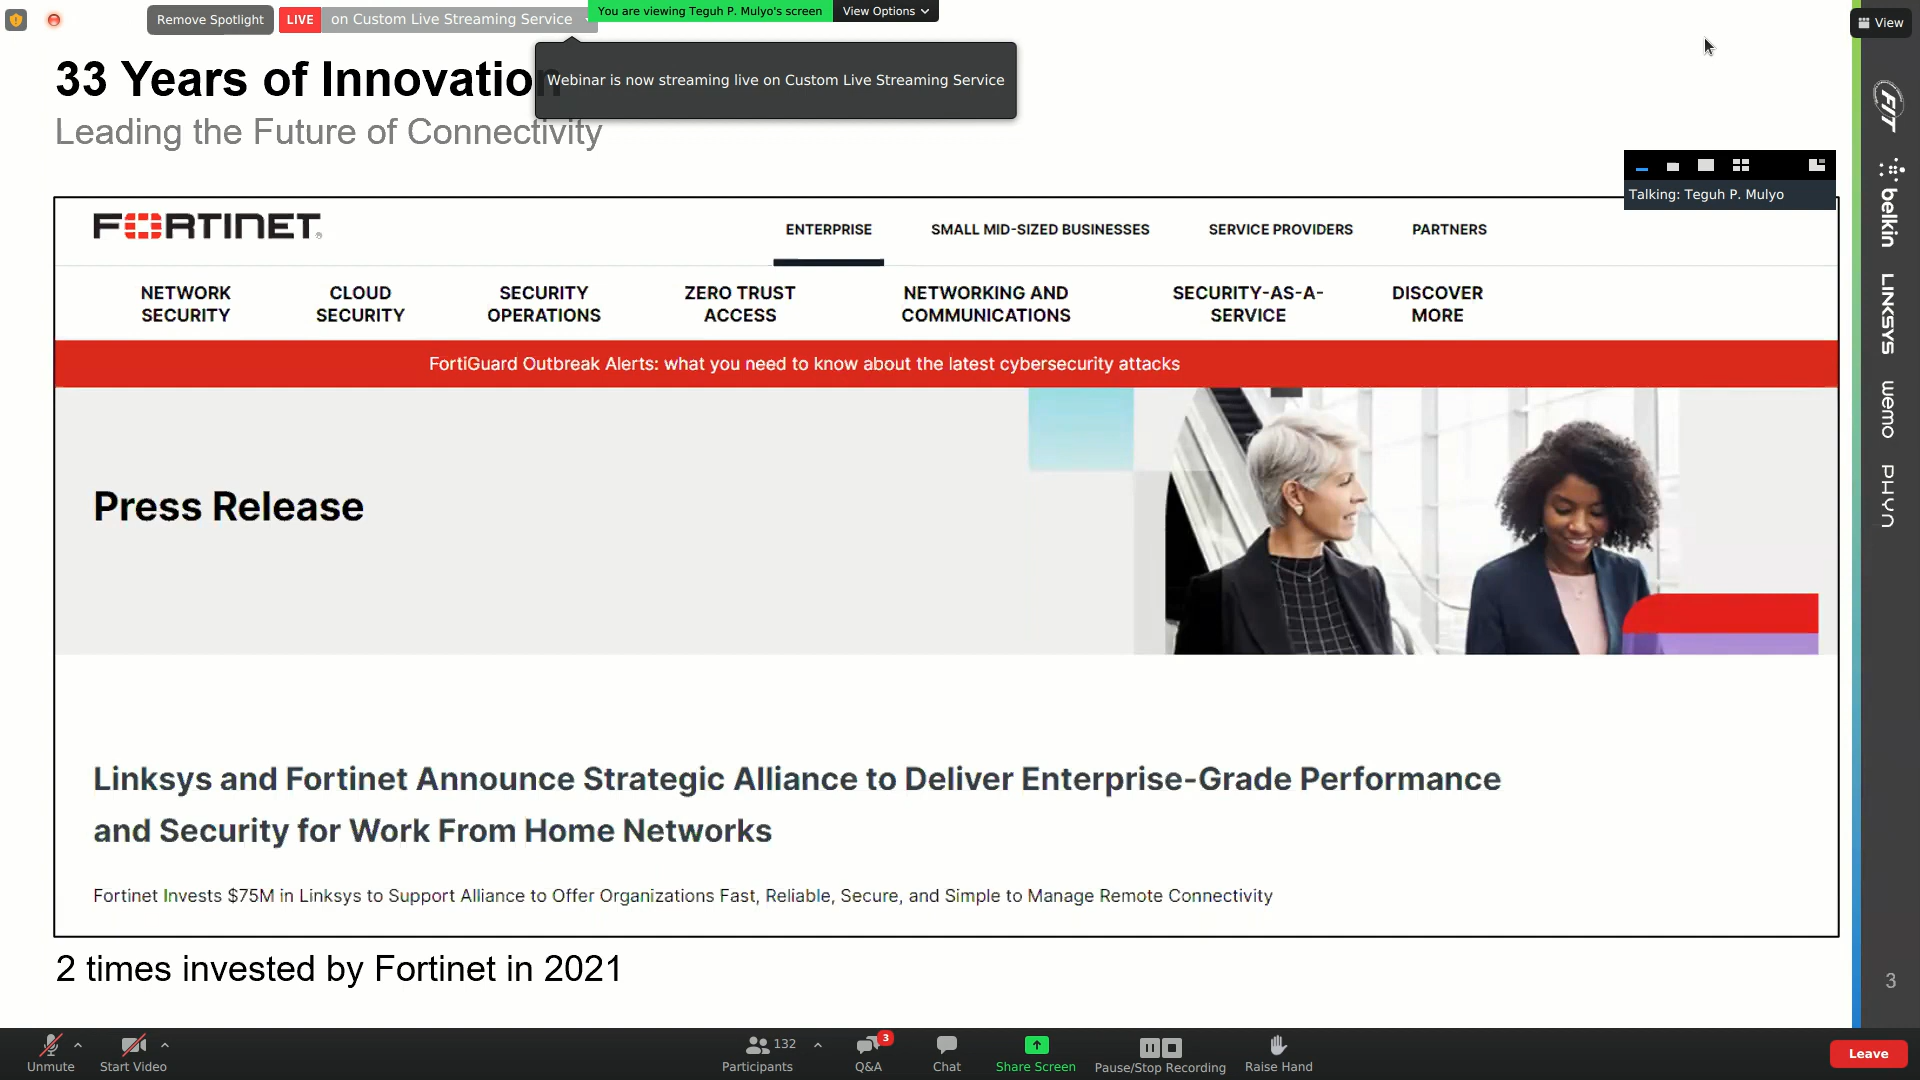 Remove Spotlight
LIVE
on Custom Live Streaming Service
You are viewing Teguh P. Mulyo's screen
View Options
View
Webinar is now streaming live on Custom Live Streaming Service
33 Years of Innovation
Leading the Future of Connectivity
Talking: Teguh P. Mulyo
FORTINET
ENTERPRISE
SMALL MID-SIZED BUSINESSES
SERVICE PROVIDERS
PARTNERS
NETWORK
SECURITY
CLOUD
SECURITY
SECURITY
OPERATIONS
ZERO TRUST
ACCESS
NETWORKING AND
COMMUNICATIONS
SECURITY-AS-A-
SERVICE
DISCOVER
MORE
FortiGuard Outbreak Alerts: what you need to know about the latest cybersecurity attacks
Press Release
Linksys and Fortinet Announce Strategic Alliance to Deliver Enterprise-Grade Performance
and Security for Work From Home Networks
Fortinet Invests $75M in Linksys to Support Alliance to Offer Organizations Fast, Reliable, Secure, and Simple to Manage Remote Connectivity
2 times invested by Fortinet in 2021
FIT
belkin
LINKSYS
wemo
PHYN
3
Unmute
Start Video
132
Participants
3
Q&A
Chat
Share Screen
Pause/Stop Recording
Raise Hand
Leave